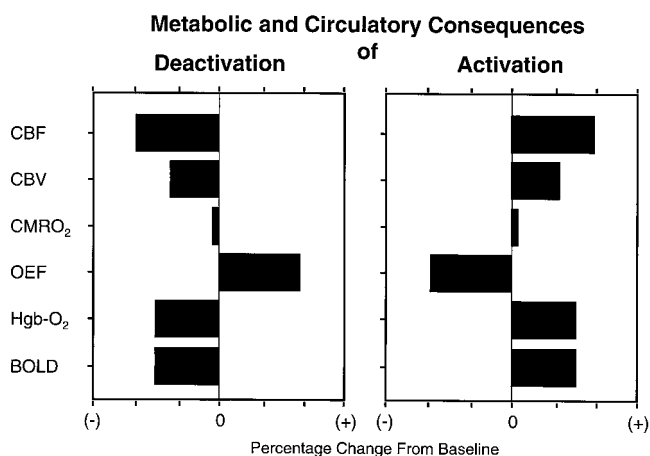 Metabolic and Circulatory Consequences
of
Deactivation
Activation
CBF
CBV
CMRO₂
OEF
Hgb-O₂
BOLD
(-) 0 (+) (-) 0 (+)
Percentage Change From Baseline